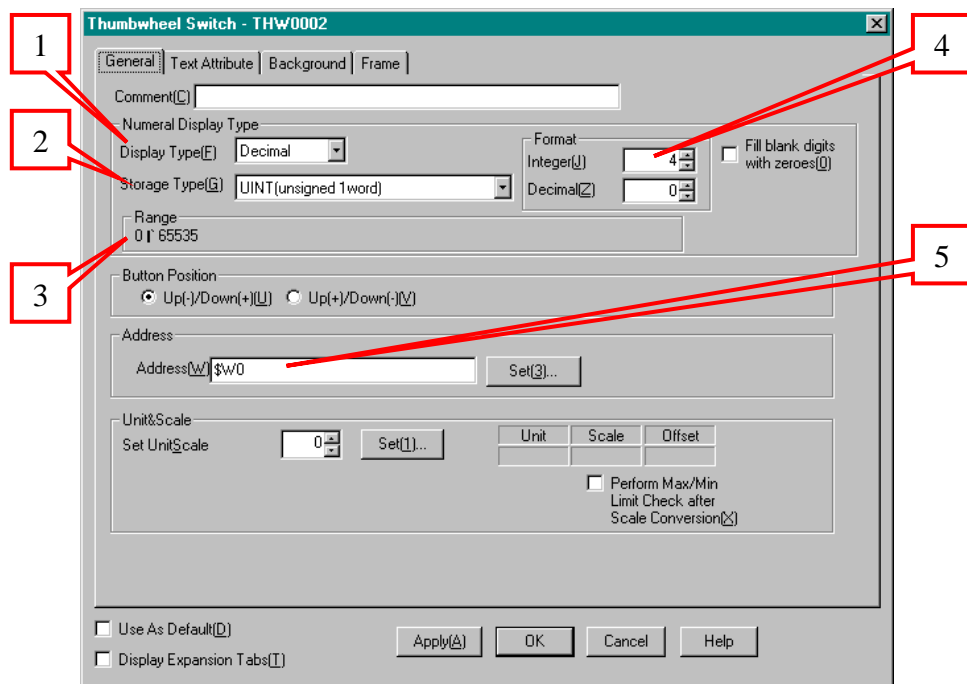 Thumbwheel Switch - THW0002
1
4
General Text Attribute Background Frame
Comment(C)
2
Numeral Display Type
Display Type(F) Decimal
Format
Integer(J) 4
Fill blank digits
with zeroes(0)
Storage Type(G) UINT(unsigned 1word)
Decimal(Z) 0
Range
0 65535
3
5
Button Position
Up(-)/Down(+)(U) Up(+)/Down(-)(V)
Address
Address(W) $W0 Set(3)...
Unit&Scale
Set UnitScale 0 Set(1)...
Unit Scale Offset
Perform Max/Min
Limit Check after
Scale Conversion(X)
Use As Default(D)
Apply(A) OK Cancel Help
Display Expansion Tabs(T)